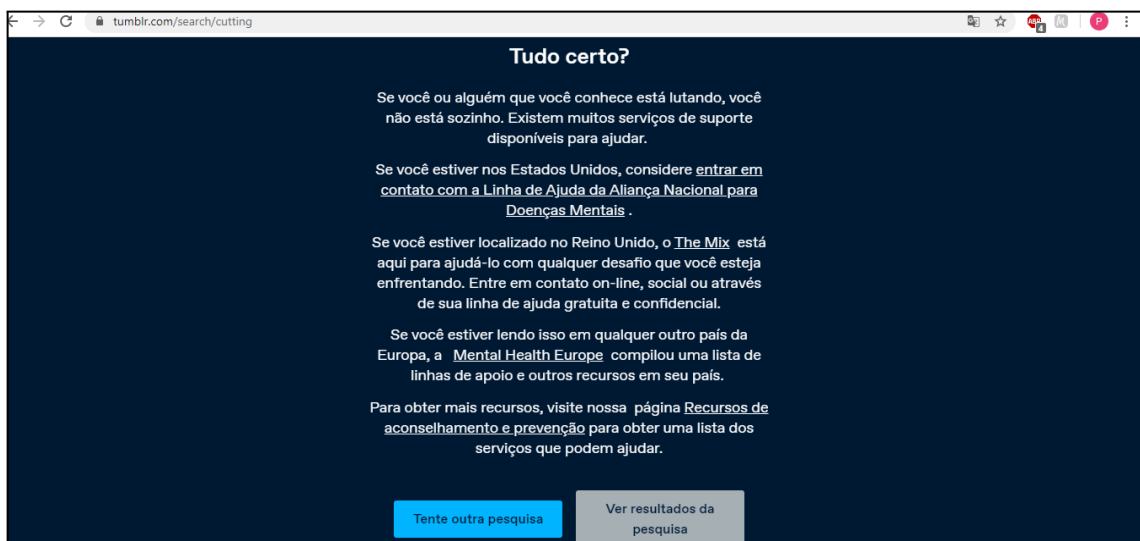 tumblr.com/search/cutting
4
P
Tudo certo?
Se você ou alguém que você conhece está lutando, você
não está sozinho. Existem muitos serviços de suporte
disponíveis para ajudar.
Se você estiver nos Estados Unidos, considere entrar em
contato com a Linha de Ajuda da Aliança Nacional para
Doenças Mentais .
Se você estiver localizado no Reino Unido, o The Mix está
aqui para ajudá-lo com qualquer desafio que você esteja
enfrentando. Entre em contato on-line, social ou através
de sua linha de ajuda gratuita e confidencial.
Se você estiver lendo isso em qualquer outro país da
Europa, a Mental Health Europe compilou uma lista de
linhas de apoio e outros recursos em seu país.
Para obter mais recursos, visite nossa página Recursos de
aconselhamento e prevenção para obter uma lista dos
serviços que podem ajudar.
Tente outra pesquisa
Ver resultados da
pesquisa